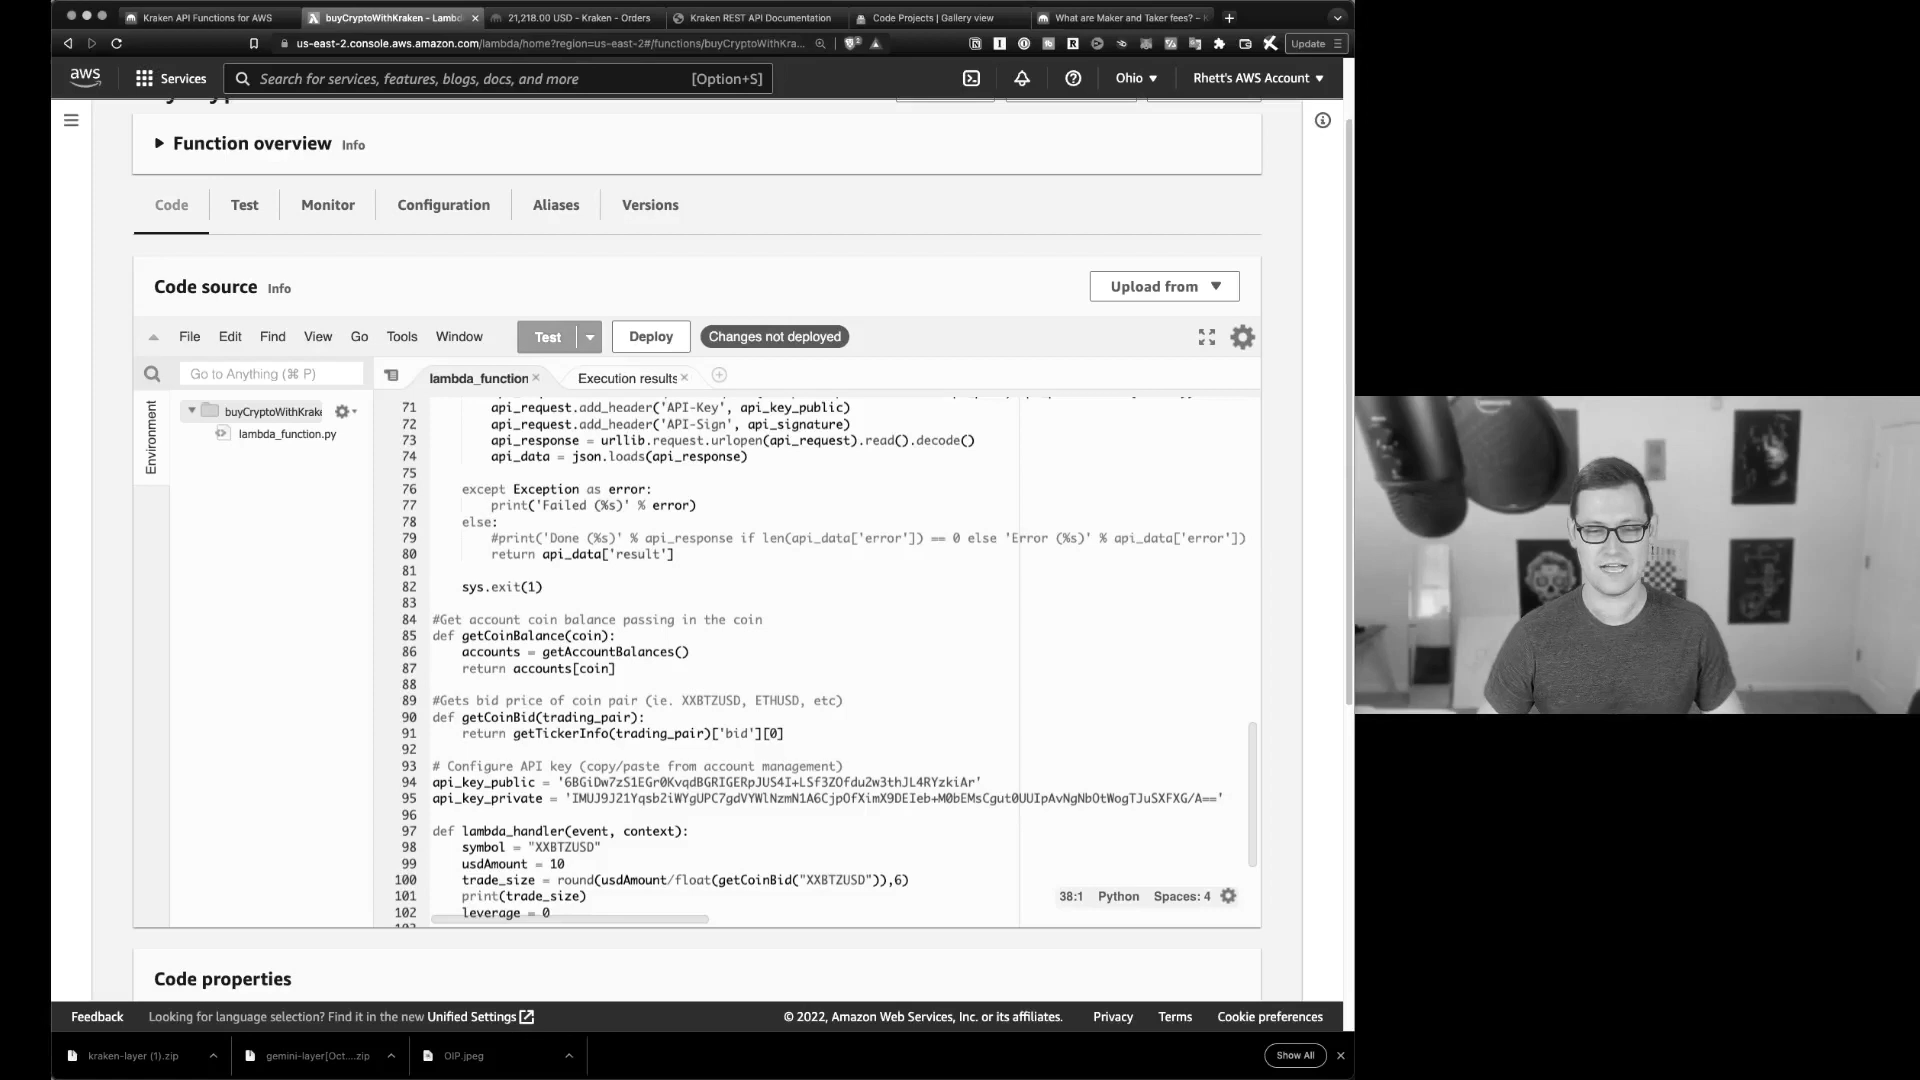 Kraken API Functions for AWS
buyCryptoWithKraken - Lambd
21,218.00 USD - Kraken - Orders
Kraken REST API Documentation
Code Projects | Gallery view
What are Maker and Taker fees? -
us-east-2.console.aws.amazon.com/lambda/home?region=us-east-2#/functions/buyCryptoWithKra...
Update
aws
Services
Search for services, features, blogs, docs, and more
[Option+S]
Ohio
Rhett's AWS Account
Function overview Info
Code
Test
Monitor
Configuration
Aliases
Versions
Code source Info
Upload from
File
Edit
Find
View
Go
Tools
Window
Test
Deploy
Changes not deployed
Go to Anything (⌘ P)
lambda_function
Execution results
Environment
buyCryptoWithKrake
lambda_function.py
71 api_request.add_header('API-Key', api_key_public)
72 api_request.add_header('API-Sign', api_signature)
73 api_response = urllib.request.urlopen(api_request).read().decode()
74 api_data = json.loads(api_response)
75
76 except Exception as error:
77 print('Failed (%s)' % error)
78 else:
79 #print('Done (%s)' % api_response if len(api_data['error']) == 0 else 'Error (%s)' % api_data['error'])
80 return api_data['result']
81
82 sys.exit(1)
83
84 #Get account coin balance passing in the coin
85 def getCoinBalance(coin):
86 accounts = getAccountBalances()
87 return accounts[coin]
88
89 #Gets bid price of coin pair (ie. XXBTZUSD, ETHUSD, etc)
90 def getCoinBid(trading_pair):
91 return getTickerInfo(trading_pair)['bid'][0]
92
93 # Configure API key (copy/paste from account management)
94 api_key_public = '6BGiDw7zS1EGr0KvqdBGRIGERpJUS4I+LSf3ZOfdu2w3thJL4RYzkiAr'
95 api_key_private = 'IMUJ9J21Yqsb2iWYgUPC7gdVYWlNzmN1A6CjpOfXimX9DEIeb+M0bEMsCgut0UUIpAvNgNbOtWogTJuSXFXG/A=='
96
97 def lambda_handler(event, context):
98 symbol = "XXBTZUSD"
99 usdAmount = 10
100 trade_size = round(usdAmount/float(getCoinBid("XXBTZUSD")),6)
101 print(trade_size)
102 leverage = 0
38:1 Python Spaces: 4
Code properties
Feedback
Looking for language selection? Find it in the new Unified Settings
© 2022, Amazon Web Services, Inc. or its affiliates.
Privacy
Terms
Cookie preferences
kraken-layer (1).zip
gemini-layer[Oct....zip
OIP.jpeg
Show All